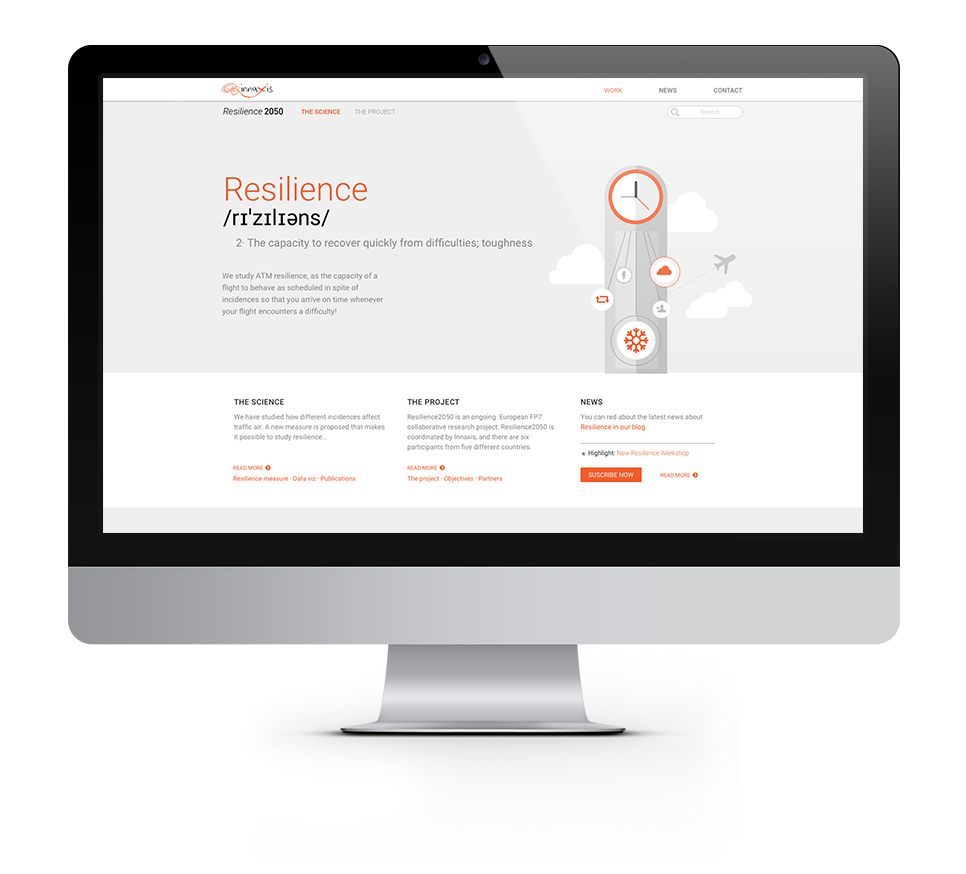 innaxis
WORK
NEWS
CONTACT
Resilience 2050
THE SCIENCE
THE PROJECT
Search
Resilience
/rɪˈzɪlɪəns/
2· The capacity to recover quickly from difficulties; toughness
We study ATM resilience, as the capacity of a
flight to behave as scheduled in spite of
incidences so that you arrive on time whenever
your flight encounters a difficulty!
THE SCIENCE
We have studied how different incidences affect
traffic air. A new measure is proposed that makes
it possible to study resilience...
READ MORE
Resilience measure · Data viz · Publications
THE PROJECT
Resilience2050 is an ongoing European FP7
collaborative research project. Resilience2050 is
coordinated by Innaxis, and there are six
participants from five different countries.
READ MORE
The project · Objectives · Partners
NEWS
You can red about the latest news about
Resilience in our blog.
Highlight: New Resilience Workshop
SUSCRIBE NOW
READ MORE